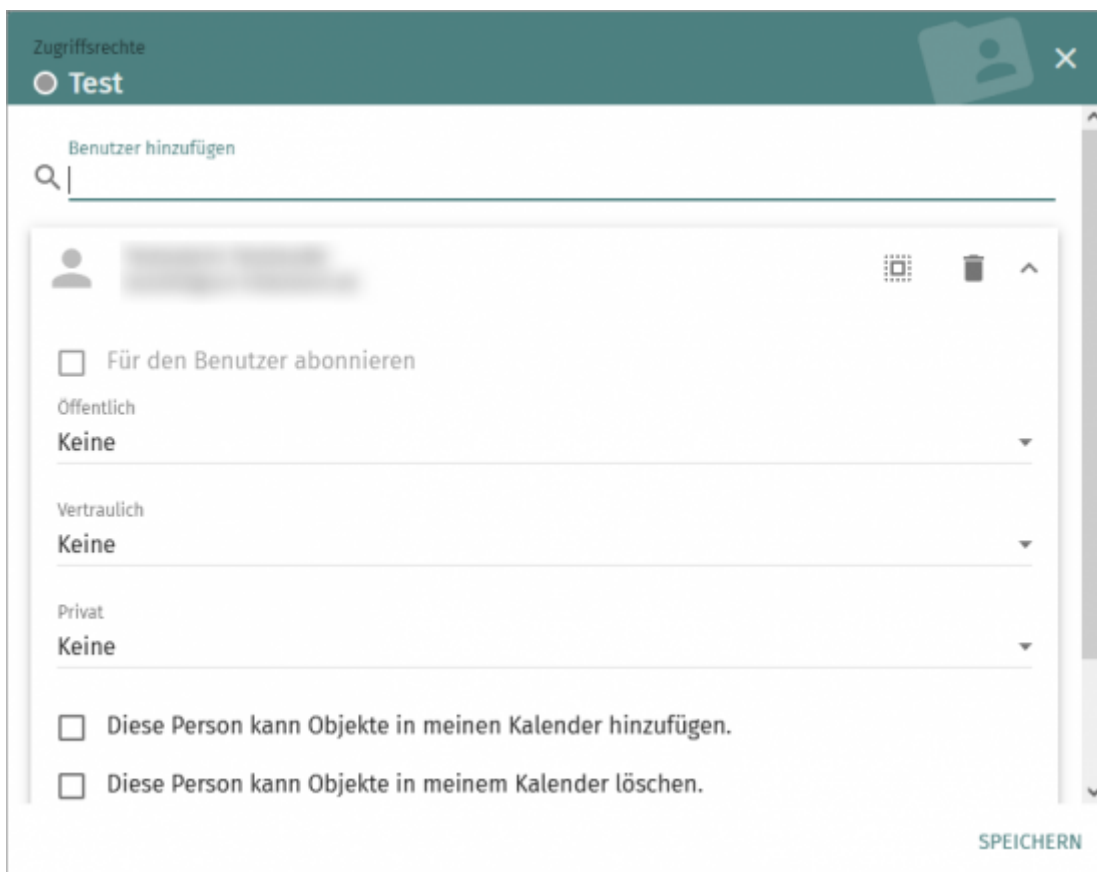 Zugriffsrechte
Test
Benutzer hinzufügen
Für den Benutzer abonnieren
Öffentlich
Keine
Vertraulich
Keine
Privat
Keine
Diese Person kann Objekte in meinen Kalender hinzufügen.
Diese Person kann Objekte in meinem Kalender löschen.
SPEICHERN